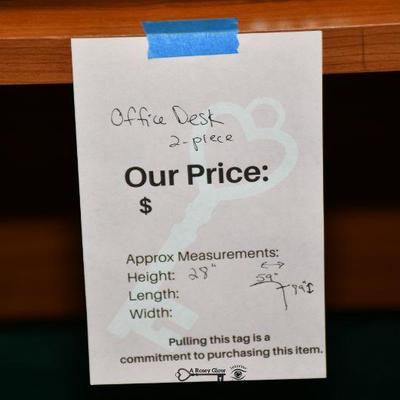 Office Desk
2-piece
Our Price:
$
Approx Measurements:
Height: 28"
59"
Length:
Width:
Pulling this tag is a
commitment to purchasing this item.
A Rosey Glow